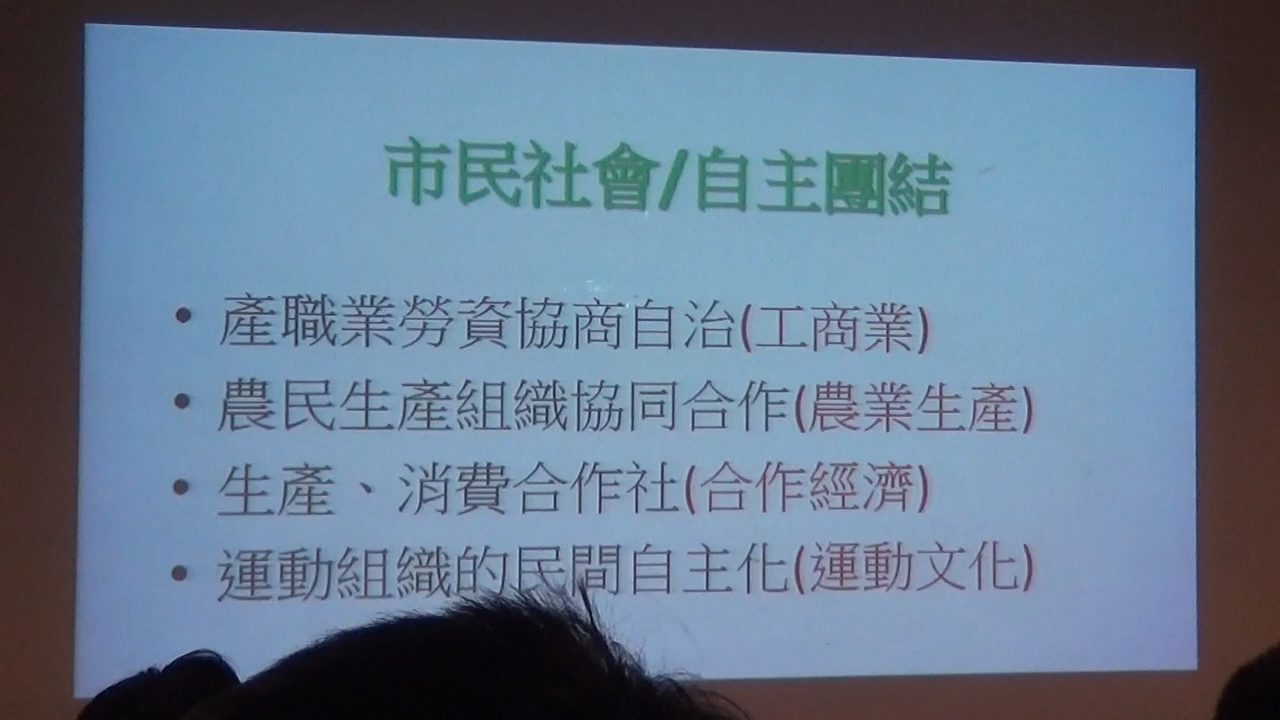 市民社會/自主團結
• 產職業勞資協商自治(工商業)
• 農民生產組織協同合作(農業生產)
• 生產、消費合作社(合作經濟)
• 運動組織的民間自主化(運動文化)